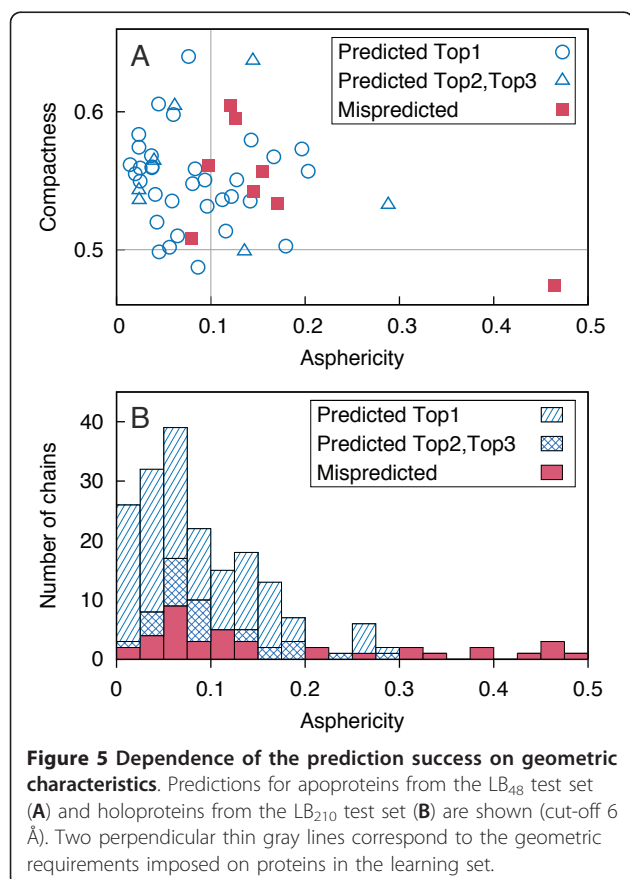 A
Predicted Top1
Predicted Top2,Top3
Mispredicted
Compactness
0.6
0.5
0
0.1
0.2
0.3
0.4
0.5
Asphericity
B
Predicted Top1
Predicted Top2,Top3
Mispredicted
Number of chains
40
30
20
10
0
0
0.1
0.2
0.3
0.4
0.5
Asphericity
Figure 5 Dependence of the prediction success on geometric
characteristics. Predictions for apoproteins from the LB48 test set
(A) and holoproteins from the LB210 test set (B) are shown (cut-off 6
Å). Two perpendicular thin gray lines correspond to the geometric
requirements imposed on proteins in the learning set.